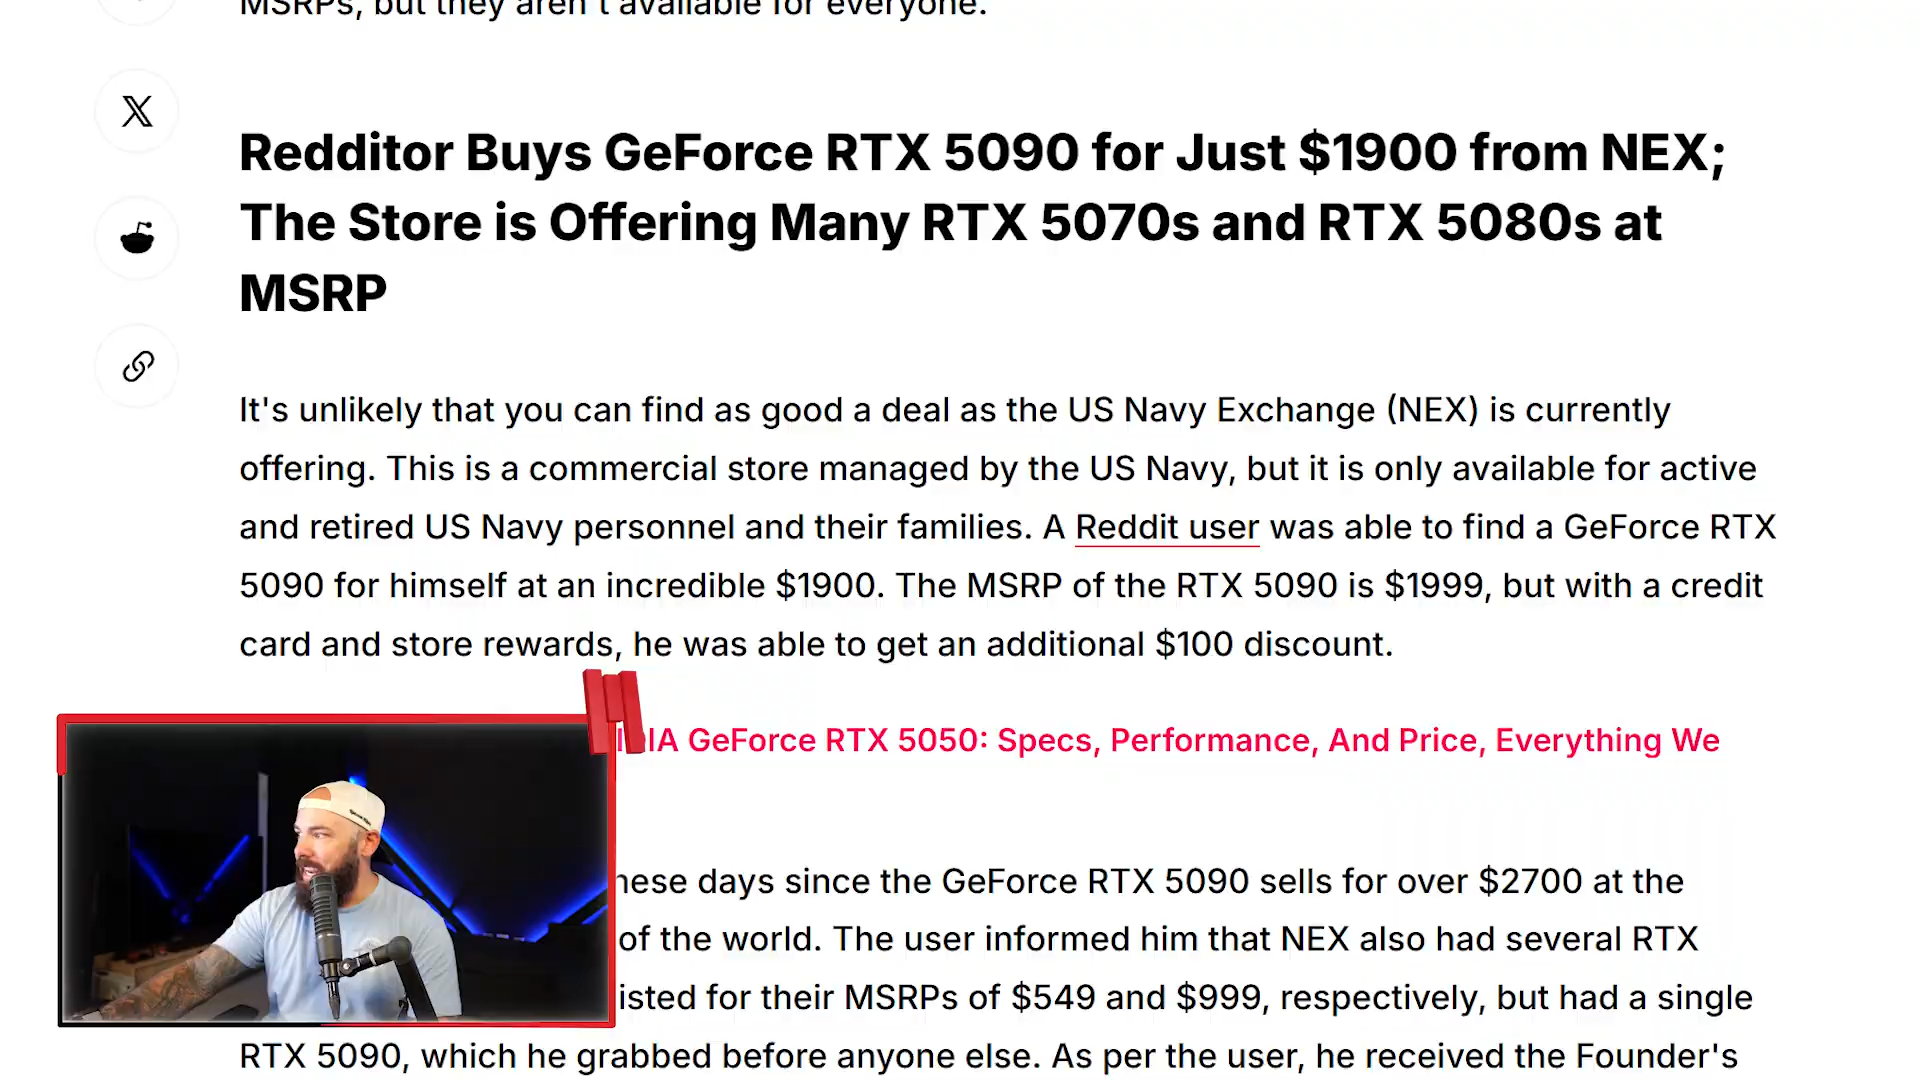 MSRPs, but they aren't available for everyone.
Redditor Buys GeForce RTX 5090 for Just $1900 from NEX;
The Store is Offering Many RTX 5070s and RTX 5080s at
MSRP
It's unlikely that you can find as good a deal as the US Navy Exchange (NEX) is currently
offering. This is a commercial store managed by the US Navy, but it is only available for active
and retired US Navy personnel and their families. A Reddit user was able to find a GeForce RTX
5090 for himself at an incredible $1900. The MSRP of the RTX 5090 is $1999, but with a credit
card and store rewards, he was able to get an additional $100 discount.
IA GeForce RTX 5050: Specs, Performance, And Price, Everything We
hese days since the GeForce RTX 5090 sells for over $2700 at the
of the world. The user informed him that NEX also had several RTX
isted for their MSRPs of $549 and $999, respectively, but had a single
RTX 5090, which he grabbed before anyone else. As per the user, he received the Founder's